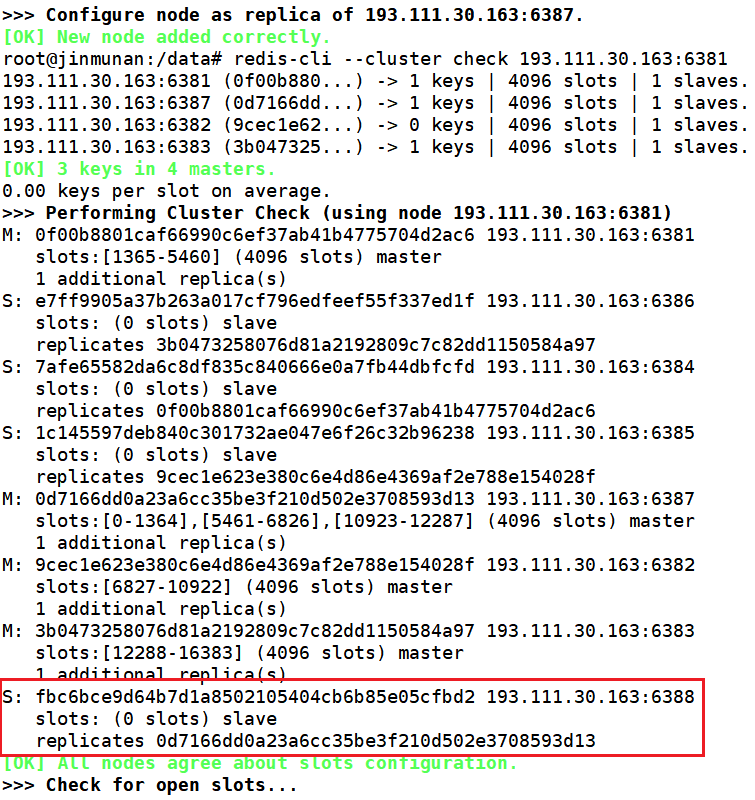 >>> Configure node as replica of 193.111.30.163:6387.
[OK] New node added correctly.
root@jinmunan:/data# redis-cli --cluster check 193.111.30.163:6381
193.111.30.163:6381 (0f00b880...) -> 1 keys | 4096 slots | 1 slaves.
193.111.30.163:6387 (0d7166dd...) -> 1 keys | 4096 slots | 1 slaves.
193.111.30.163:6382 (9cec1e62...) -> 0 keys | 4096 slots | 1 slaves.
193.111.30.163:6383 (3b047325...) -> 1 keys | 4096 slots | 1 slaves.
[OK] 3 keys in 4 masters.
0.00 keys per slot on average.
>>> Performing Cluster Check (using node 193.111.30.163:6381)
M: 0f00b8801caf66990c6ef37ab41b4775704d2ac6 193.111.30.163:6381
   slots:[1365-5460] (4096 slots) master
   1 additional replica(s)
S: e7ff9905a37b263a017cf796edfeef55f337ed1f 193.111.30.163:6386
   slots: (0 slots) slave
   replicates 3b0473258076d81a2192809c7c82dd1150584a97
S: 7afe65582da6c8df835c840666e0a7fb44dbfcfd 193.111.30.163:6384
   slots: (0 slots) slave
   replicates 0f00b8801caf66990c6ef37ab41b4775704d2ac6
S: 1c145597deb840c301732ae047e6f26c32b96238 193.111.30.163:6385
   slots: (0 slots) slave
   replicates 9cec1e623e380c6e4d86e4369af2e788e154028f
M: 0d7166dd0a23a6cc35be3f210d502e3708593d13 193.111.30.163:6387
   slots:[0-1364],[5461-6826],[10923-12287] (4096 slots) master
   1 additional replica(s)
M: 9cec1e623e380c6e4d86e4369af2e788e154028f 193.111.30.163:6382
   slots:[6827-10922] (4096 slots) master
   1 additional replica(s)
M: 3b0473258076d81a2192809c7c82dd1150584a97 193.111.30.163:6383
   slots:[12288-16383] (4096 slots) master
   1 additional replica(s)
S: fbc6bce9d64b7d1a8502105404cb6b85e05cfbd2 193.111.30.163:6388
   slots: (0 slots) slave
   replicates 0d7166dd0a23a6cc35be3f210d502e3708593d13
[OK] All nodes agree about slots configuration.
>>> Check for open slots...